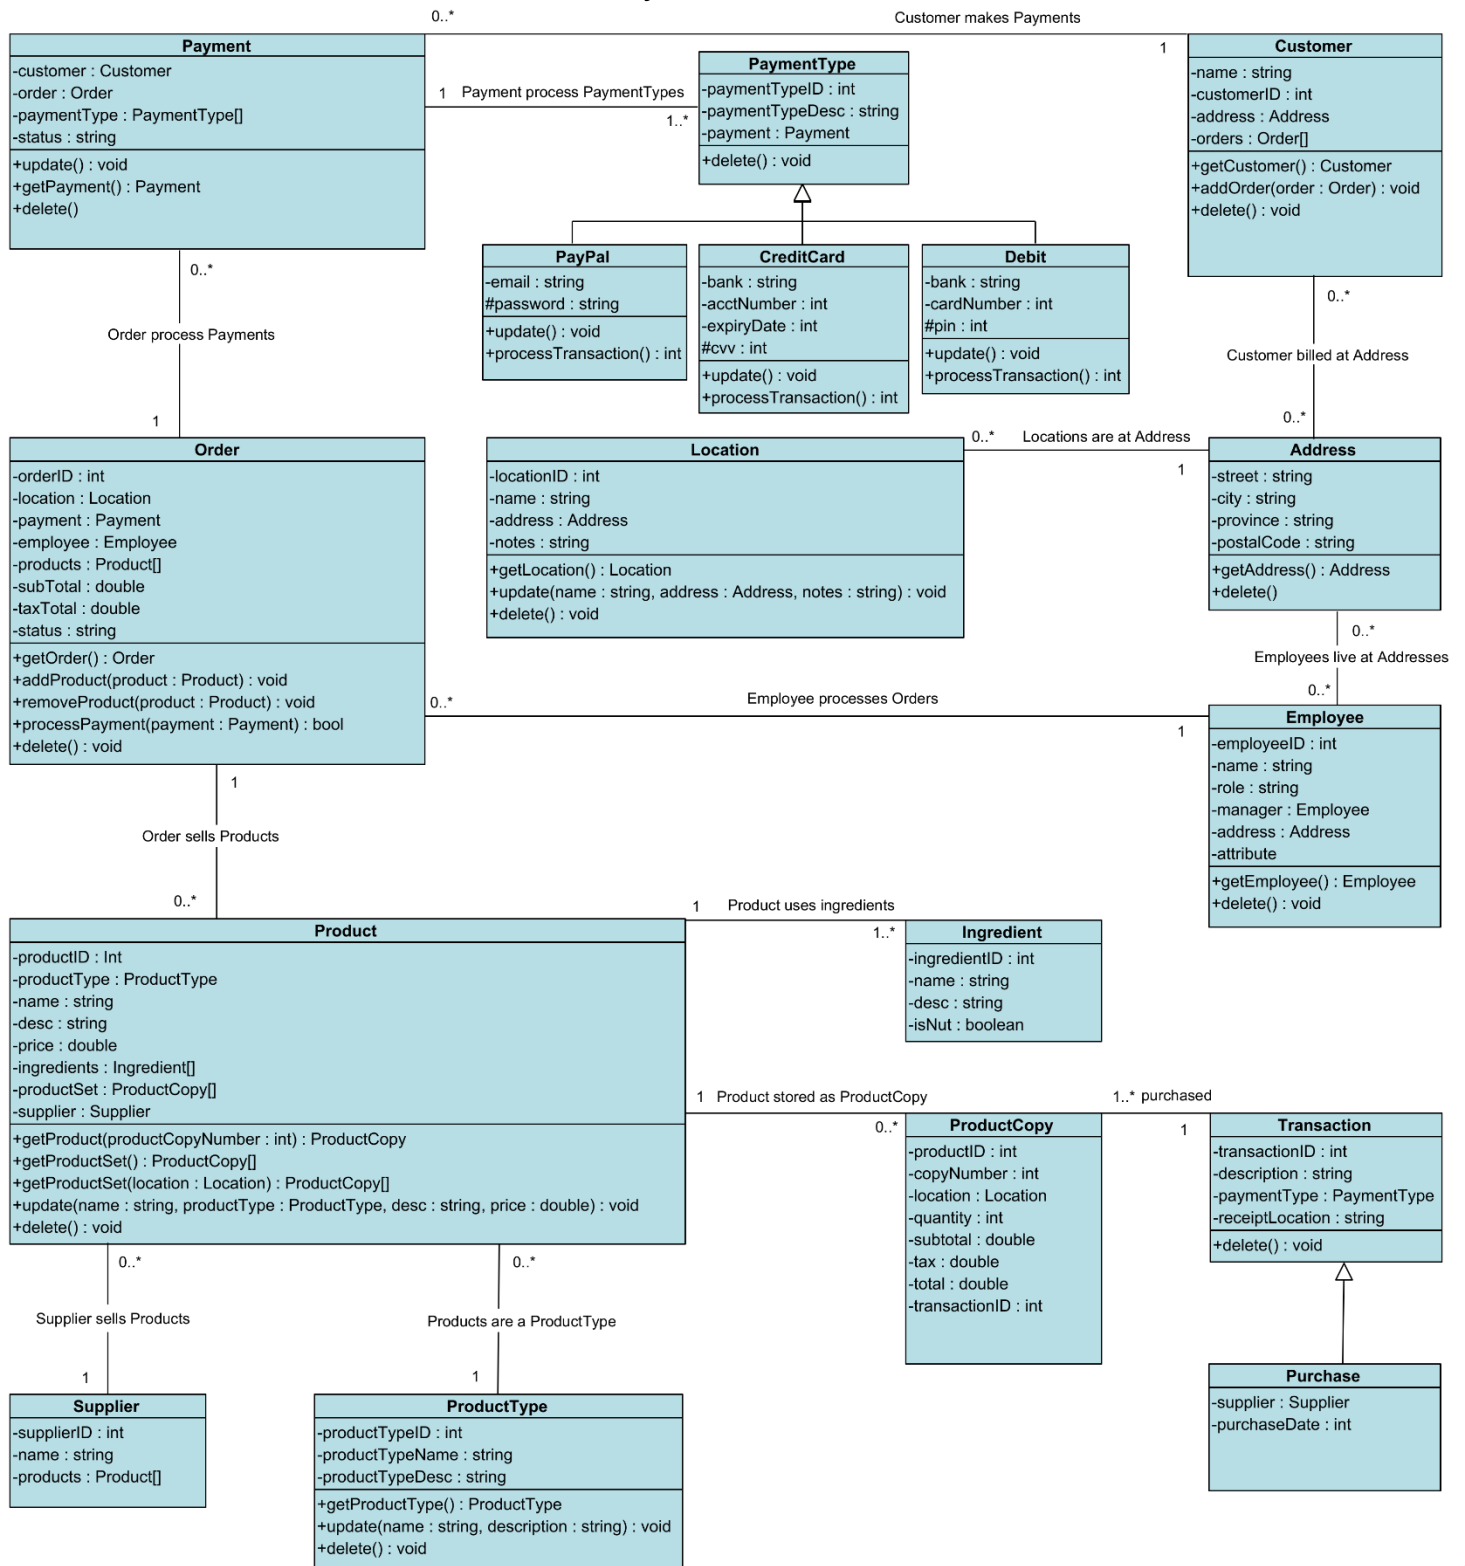 0..*
Customer makes Payments
1
Payment
-customer : Customer
-order : Order
-paymentType : PaymentType[]
-status : string
+update() : void
+getPayment() : Payment
+delete()
1
Payment process PaymentTypes
1..*
PaymentType
-paymentTypeID : int
-paymentTypeDesc : string
-payment : Payment
+delete() : void
Customer
-name : string
-customerID : int
-address : Address
-orders : Order[]
+getCustomer() : Customer
+addOrder(order : Order) : void
+delete() : void
PayPal
-email : string
#password : string
+update() : void
+processTransaction() : int
CreditCard
-bank : string
-acctNumber : int
-expiryDate : int
#cvv : int
+update() : void
+processTransaction() : int
Debit
-bank : string
-cardNumber : int
#pin : int
+update() : void
+processTransaction() : int
0..*
Order process Payments
1
0..*
Customer billed at Address
0..*
Order
-orderID : int
-location : Location
-payment : Payment
-employee : Employee
-products : Product[]
-subTotal : double
-taxTotal : double
-status : string
+getOrder() : Order
+addProduct(product : Product) : void
+removeProduct(product : Product) : void
+processPayment(payment : Payment) : bool
+delete() : void
Location
-locationID : int
-name : string
-address : Address
-notes : string
+getLocation() : Location
+update(name : string, address : Address, notes : string) : void
+delete() : void
0..*
Locations are at Address
1
Address
-street : string
-city : string
-province : string
-postalCode : string
+getAddress() : Address
+delete()
0..*
Employees live at Addresses
0..*
0..*
Employee processes Orders
1
Employee
-employeeID : int
-name : string
-role : string
-manager : Employee
-address : Address
-attribute
+getEmployee() : Employee
+delete() : void
1
Order sells Products
0..*
Product
-productID : Int
-productType : ProductType
-name : string
-desc : string
-price : double
-ingredients : Ingredient[]
-productSet : ProductCopy[]
-supplier : Supplier
+getProduct(productCopyNumber : int) : ProductCopy
+getProductSet() : ProductCopy[]
+getProductSet(location : Location) : ProductCopy[]
+update(name : string, productType : ProductType, desc : string, price : double) : void
+delete() : void
1
Product uses ingredients
1..*
Ingredient
-ingredientID : int
-name : string
-desc : string
-isNut : boolean
1
Product stored as ProductCopy
0..*
ProductCopy
-productID : int
-copyNumber : int
-location : Location
-quantity : int
-subtotal : double
-tax : double
-total : double
-transactionID : int
1..*
purchased
1
Transaction
-transactionID : int
-description : string
-paymentType : PaymentType
-receiptLocation : string
+delete() : void
0..*
Supplier sells Products
1
0..*
Products are a ProductType
1
Supplier
-supplierID : int
-name : string
-products : Product[]
ProductType
-productTypeID : int
-productTypeName : string
-productTypeDesc : string
+getProductType() : ProductType
+update(name : string, description : string) : void
+delete() : void
Purchase
-supplier : Supplier
-purchaseDate : int